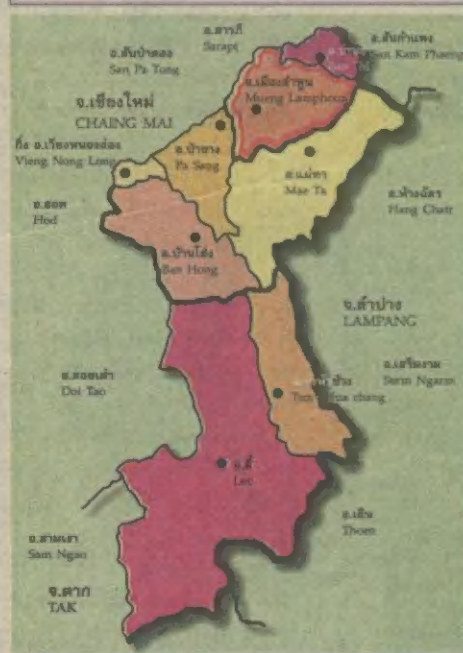 อ.สารภี
Sarapi
อ.สันกำแพง
San Kam Phaeng
อ.สันป่าตอง
San Pa Tong
จ.เชียงใหม่
CHAING MAI
อ.เมืองลำพูน
Mueng Lamphoon
กิ่ง อ.เวียงหนองล่อง
Vieng Nong Long
อ.ป่าซาง
Pa Sang
อ.แม่ทา
Mae Ta
อ.ห้างฉัตร
Hang Chatr
อ.ฮอด
Hod
อ.บ้านโฮ่ง
Ban Hong
จ.ลำปาง
LAMPANG
อ.ดอยเต่า
Doi Tao
อ.เสริมงาม
Serm Ngarm
Hua chang
อ.ลี้
Lee
อ.เถิน
Thoen
อ.สามเงา
Sam Ngao
จ.ตาก
TAK